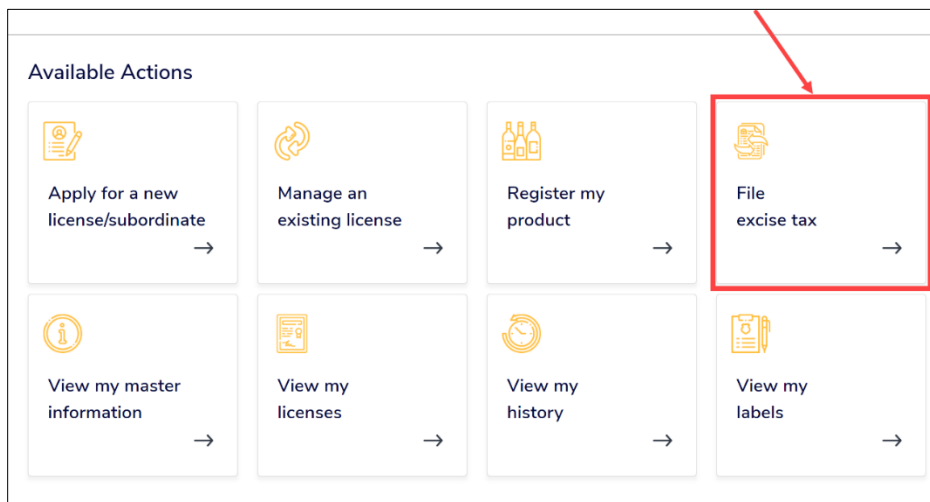 Available Actions
Apply for a new
license/subordinate
Manage an
existing license
Register my
product
File
excise tax
View my master
information
View my
licenses
View my
history
View my
labels